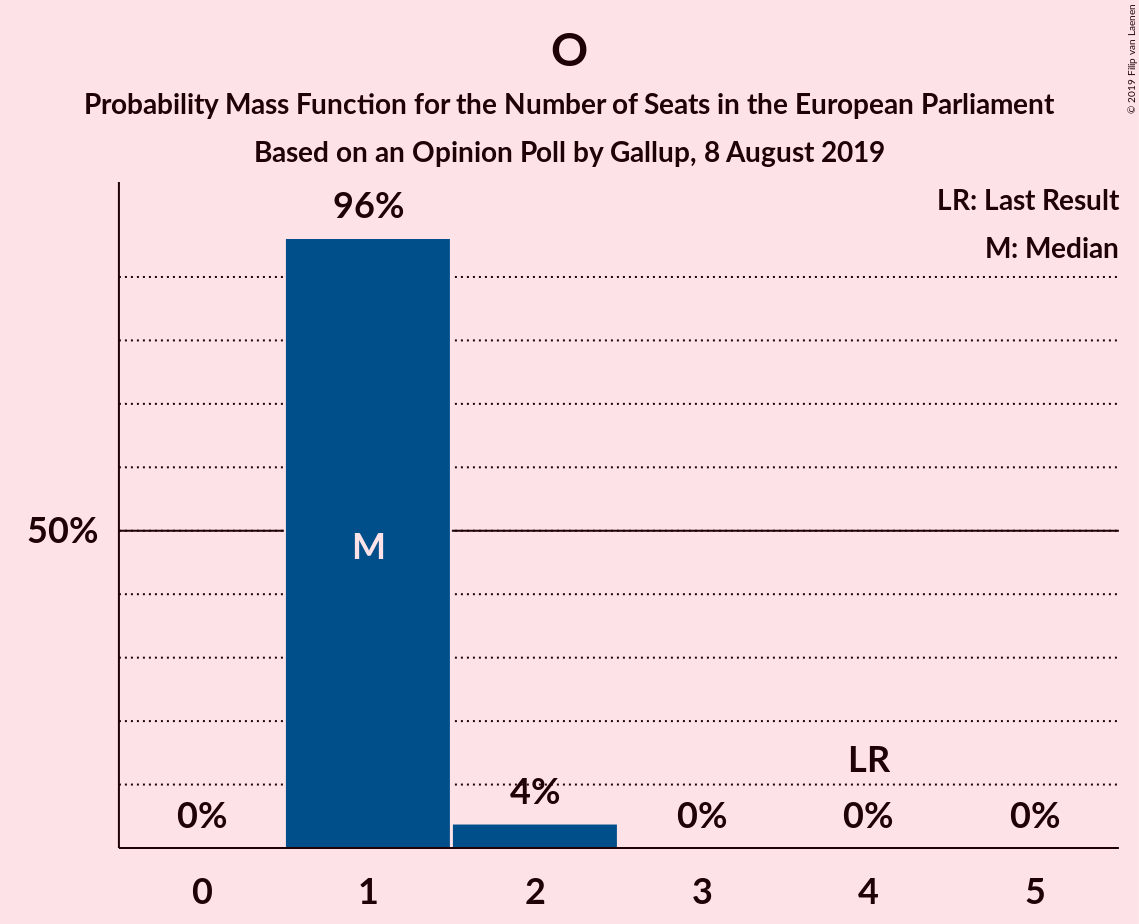 O
Probability Mass Function for the Number of Seats in the European Parliament
Based on an Opinion Poll by Gallup, 8 August 2019
© 2019 Filip van Laenen
LR: Last Result
M: Median
96%
50%
M
LR
0%
4%
0%
0%
0%
0
1
2
3
4
5